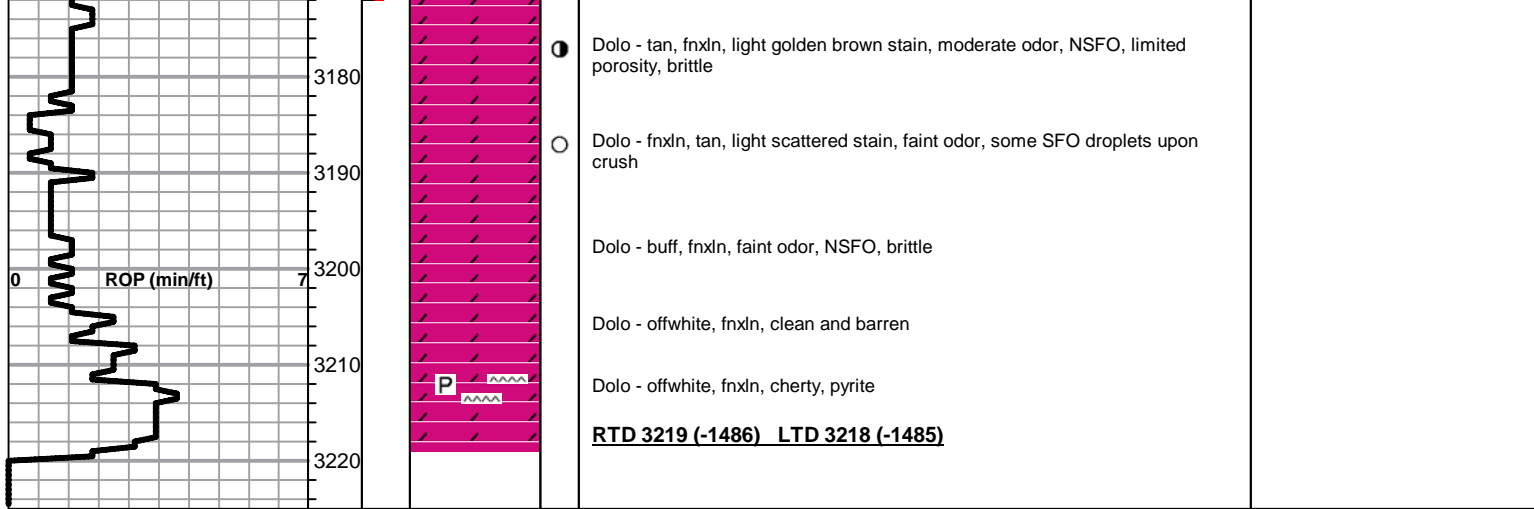 Dolo - tan, fnxln, light golden brown stain, moderate odor, NSFO, limited
porosity, brittle
3180
Dolo - fnxln, tan, light scattered stain, faint odor, some SFO droplets upon
crush
3190
Dolo - buff, fnxln, faint odor, NSFO, brittle
3200
0 ROP (min/ft) 7
Dolo - offwhite, fnxln, clean and barren
3210
P
Dolo - offwhite, fnxln, cherty, pyrite
RTD 3219 (-1486) LTD 3218 (-1485)
3220